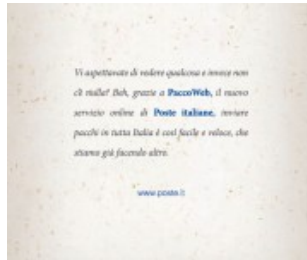 Vi aspettavate di vedere qualcosa e invece non
c'è nulla? Beh, grazie a PaccoWeb, il nuovo
servizio online di Poste italiane, inviare
pacchi in tutta Italia è così facile e veloce, che
stiamo già facendo altro.
www.poste.it